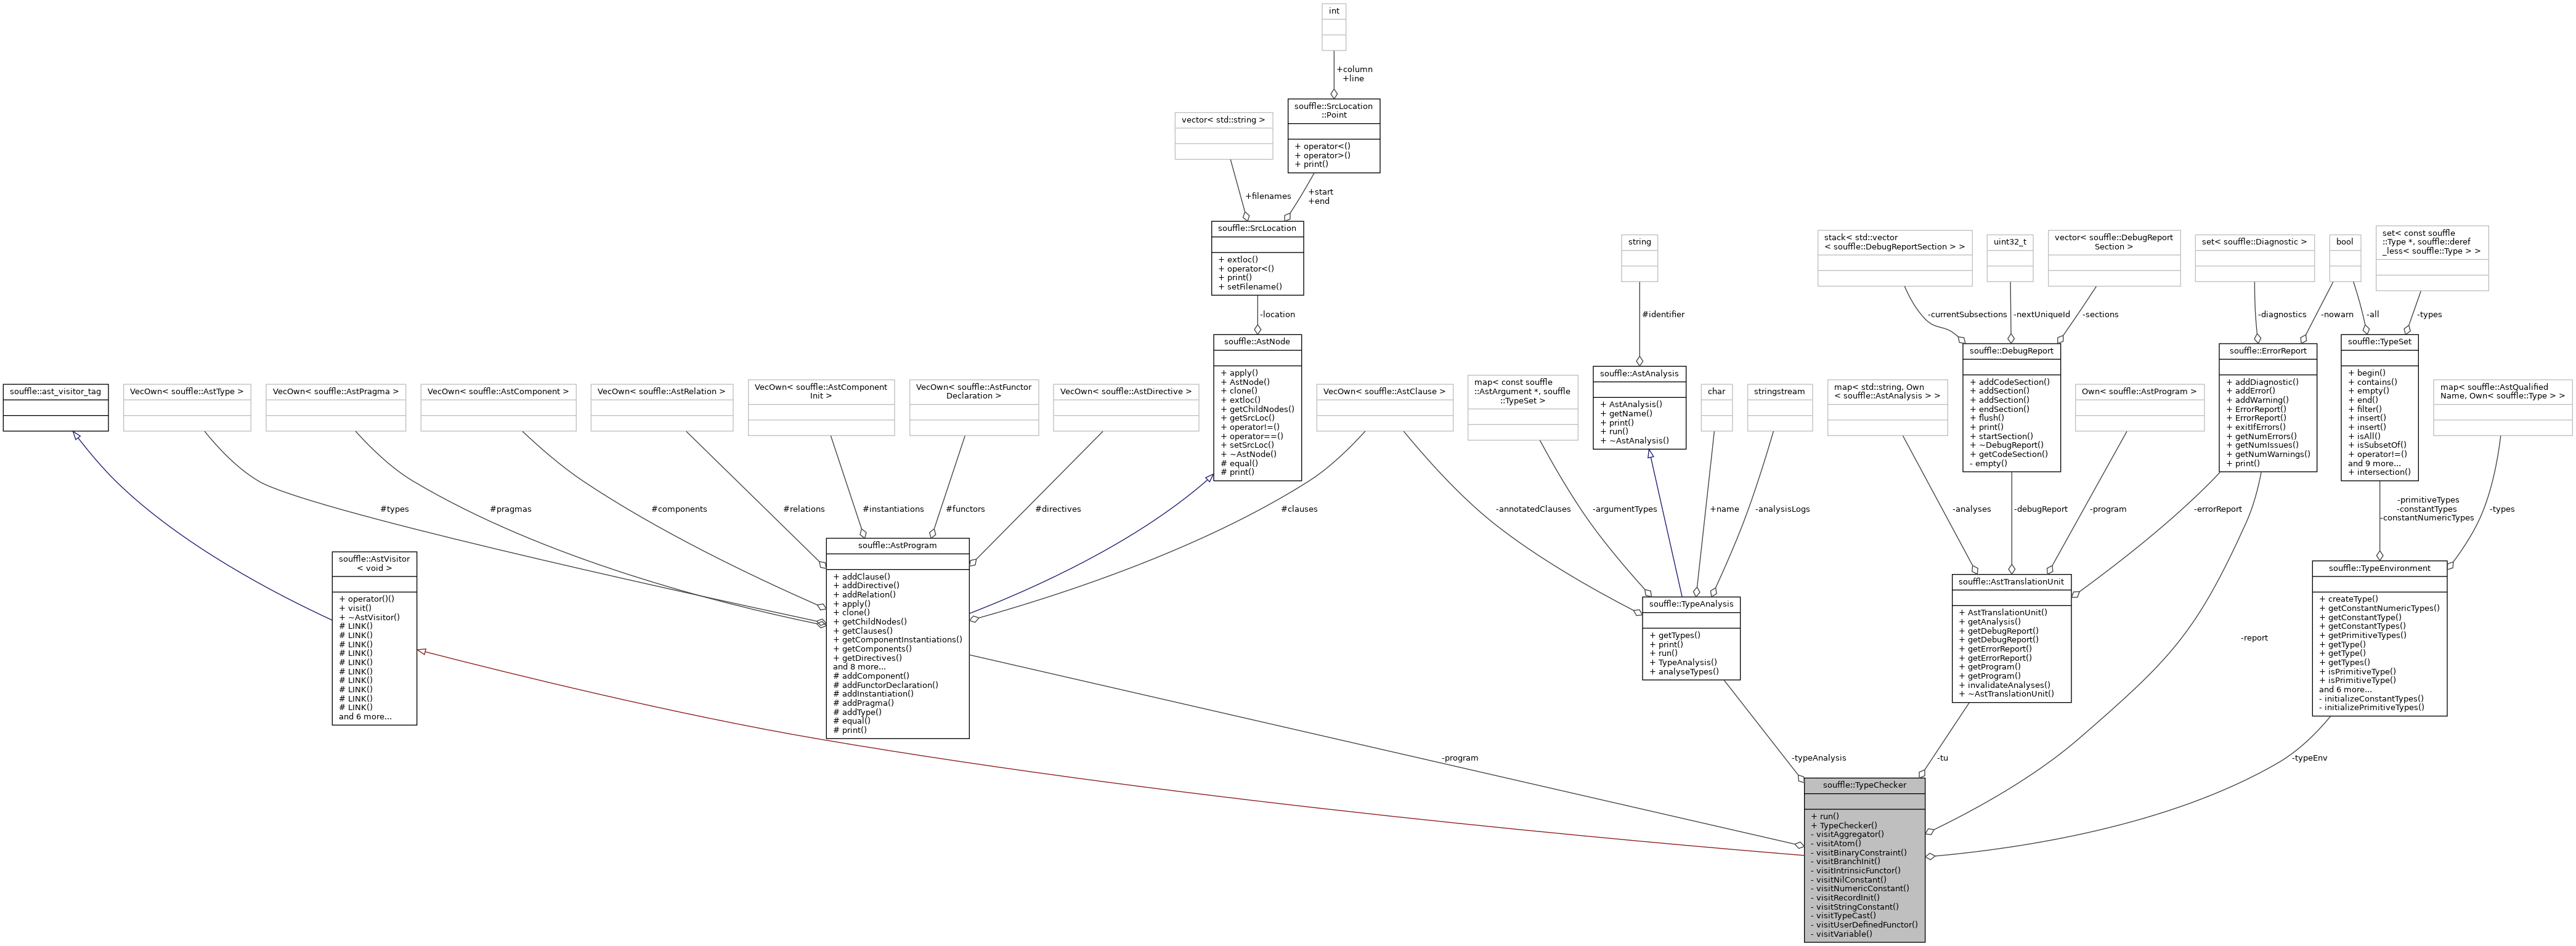 int
+column
+line
souffle::SrcLocation
::Point
+ operator<()
+ operator>()
+ print()
vector< std::string >
+filenames
+start
+end
souffle::SrcLocation
+ extloc()
+ operator<()
+ print()
+ setFilename()
-location
souffle::AstNode
+ apply()
+ AstNode()
+ clone()
+ extloc()
+ getChildNodes()
+ getSrcLoc()
+ operator!=()
+ operator==()
+ setSrcLoc()
+ ~AstNode()
# equal()
# print()
string
#identifier
souffle::AstAnalysis
+ AstAnalysis()
+ getName()
+ print()
+ run()
+ ~AstAnalysis()
stack< std::vector
< souffle::DebugReportSection > >
uint32_t
vector< souffle::DebugReport
Section >
-currentSubsections
-nextUniqueId
-sections
souffle::DebugReport
+ addCodeSection()
+ addSection()
+ addSection()
+ endSection()
+ flush()
+ print()
+ startSection()
+ ~DebugReport()
+ getCodeSection()
- empty()
set< souffle::Diagnostic >
bool
-diagnostics
-nowarn
-all
souffle::ErrorReport
+ addDiagnostic()
+ addError()
+ addWarning()
+ ErrorReport()
+ ErrorReport()
+ exitIfErrors()
+ getNumErrors()
+ getNumIssues()
+ getNumWarnings()
+ print()
set< const souffle
::Type *, souffle::deref
_less< souffle::Type > >
-types
souffle::TypeSet
+ begin()
+ contains()
+ empty()
+ end()
+ filter()
+ insert()
+ insert()
+ isAll()
+ isSubsetOf()
+ operator!=()
and 9 more...
+ intersection()
souffle::ast_visitor_tag
VecOwn< souffle::AstType >
VecOwn< souffle::AstPragma >
VecOwn< souffle::AstComponent >
VecOwn< souffle::AstRelation >
VecOwn< souffle::AstComponent
Init >
VecOwn< souffle::AstFunctor
Declaration >
VecOwn< souffle::AstDirective >
VecOwn< souffle::AstClause >
map< const souffle
::AstArgument *, souffle
::TypeSet >
char
stringstream
map< std::string, Own
< souffle::AstAnalysis > >
Own< souffle::AstProgram >
map< souffle::AstQualified
Name, Own< souffle::Type > >
#types
#pragmas
#components
#relations
#instantiations
#functors
#directives
#clauses
-annotatedClauses
-argumentTypes
+name
-analysisLogs
-analyses
-debugReport
-program
-errorReport
-primitiveTypes
-constantTypes
-constantNumericTypes
-types
souffle::AstVisitor
< void >
+ operator()()
+ visit()
+ ~AstVisitor()
# LINK()
# LINK()
# LINK()
# LINK()
# LINK()
# LINK()
# LINK()
# LINK()
# LINK()
# LINK()
and 6 more...
souffle::AstProgram
+ addClause()
+ addDirective()
+ addRelation()
+ apply()
+ clone()
+ getChildNodes()
+ getClauses()
+ getComponentInstantiations()
+ getComponents()
+ getDirectives()
and 8 more...
# addComponent()
# addFunctorDeclaration()
# addInstantiation()
# addPragma()
# addType()
# equal()
# print()
souffle::TypeAnalysis
+ getTypes()
+ print()
+ run()
+ TypeAnalysis()
+ analyseTypes()
souffle::AstTranslationUnit
+ AstTranslationUnit()
+ getAnalysis()
+ getDebugReport()
+ getDebugReport()
+ getErrorReport()
+ getErrorReport()
+ getProgram()
+ getProgram()
+ invalidateAnalyses()
+ ~AstTranslationUnit()
-report
souffle::TypeEnvironment
+ createType()
+ getConstantNumericTypes()
+ getConstantType()
+ getConstantTypes()
+ getPrimitiveTypes()
+ getType()
+ getType()
+ getTypes()
+ isPrimitiveType()
+ isPrimitiveType()
and 6 more...
- initializeConstantTypes()
- initializePrimitiveTypes()
-program
-typeAnalysis
-tu
-typeEnv
souffle::TypeChecker
+ run()
+ TypeChecker()
- visitAggregator()
- visitAtom()
- visitBinaryConstraint()
- visitBranchInit()
- visitIntrinsicFunctor()
- visitNilConstant()
- visitNumericConstant()
- visitRecordInit()
- visitStringConstant()
- visitTypeCast()
- visitUserDefinedFunctor()
- visitVariable()